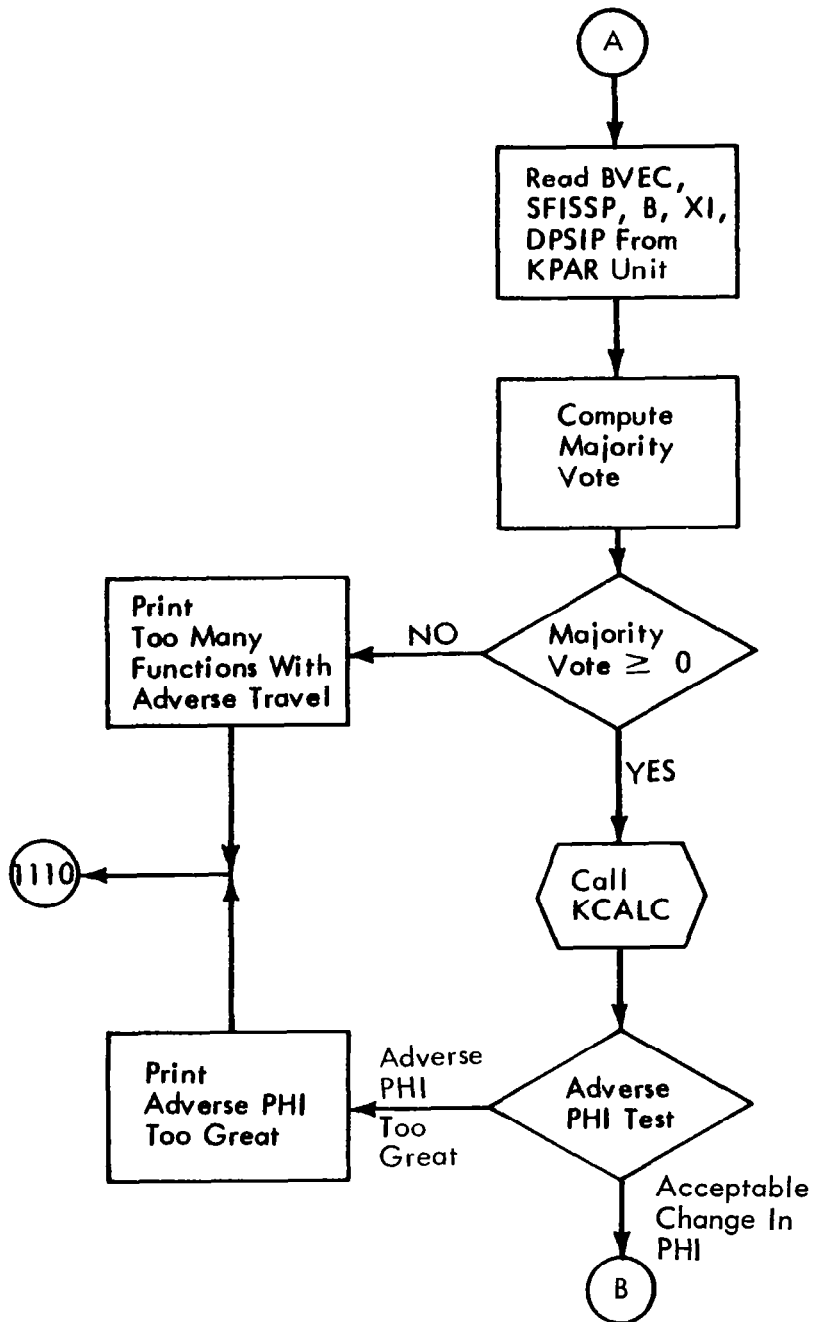 A
Read BVEC,
SFISSP, B, XI,
DPSIP From
KPAR Unit
Compute
Majority
Vote
Majority
Vote ≥ 0
NO
Print
Too Many
Functions With
Adverse Travel
YES
1110
Call
KCALC
Adverse
PHI Test
Adverse
PHI
Too
Great
Print
Adverse PHI
Too Great
Acceptable
Change In
PHI
B